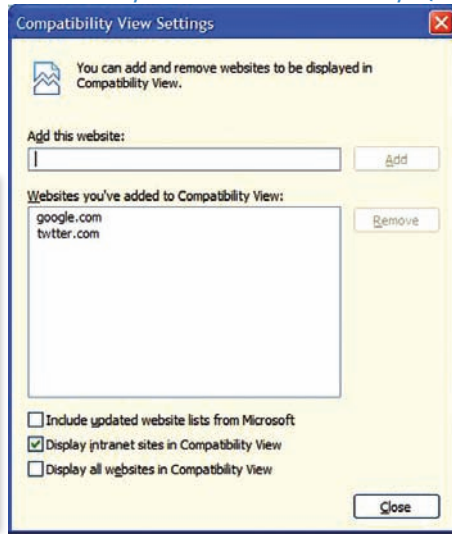 Compatibility View Settings
You can add and remove websites to be displayed in
Compatibility View.
Add this website:
Add
Websites you've added to Compatibility View:
google.com
twtter.com
Remove
Include updated website lists from Microsoft
Display intranet sites in Compatibility View
Display all websites in Compatibility View
Close